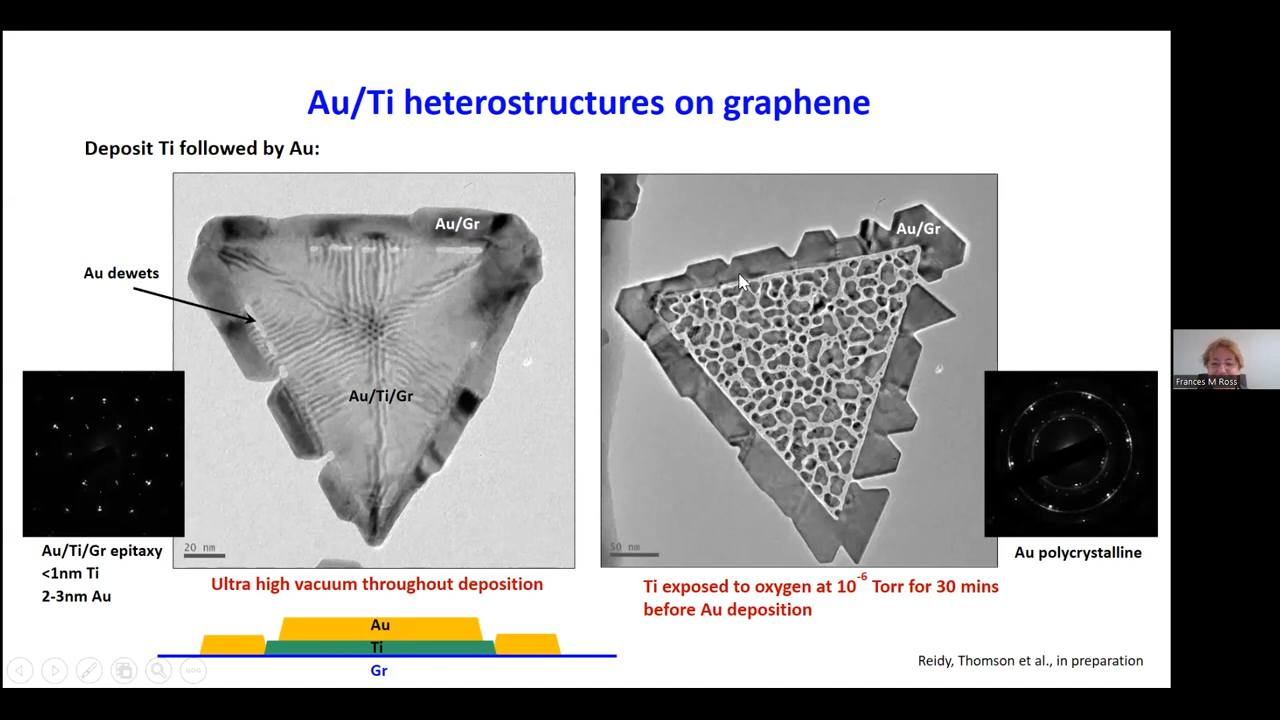 Au/Ti heterostructures on graphene
Deposit Ti followed by Au:
Au/Gr
Au dewets
Au/Ti/Gr
20 nm
Au/Ti/Gr epitaxy
<1nm Ti
2-3nm Au
Ultra high vacuum throughout deposition
Au
Ti
Gr
Au/Gr
50 nm
Au polycrystalline
Ti exposed to oxygen at 10-6 Torr for 30 mins
before Au deposition
Reidy, Thomson et al., in preparation
Frances M Ross